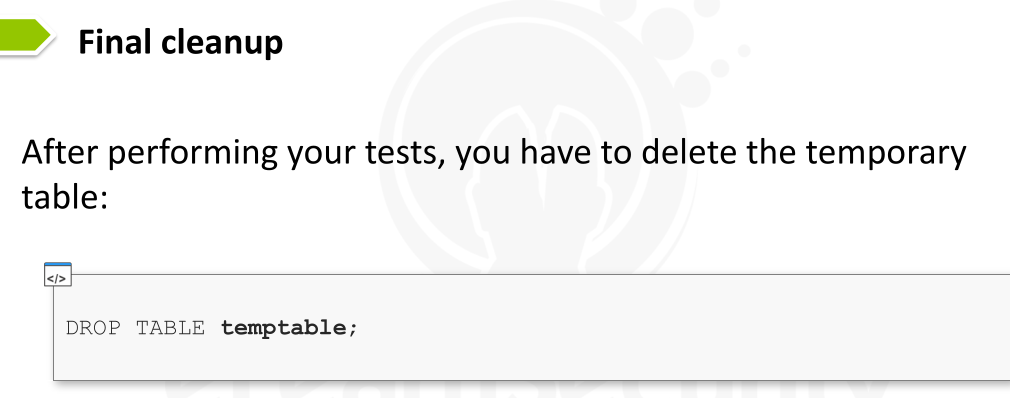 Final cleanup
After performing your tests, you have to delete the temporary
table:
</>
DROP TABLE temptable;